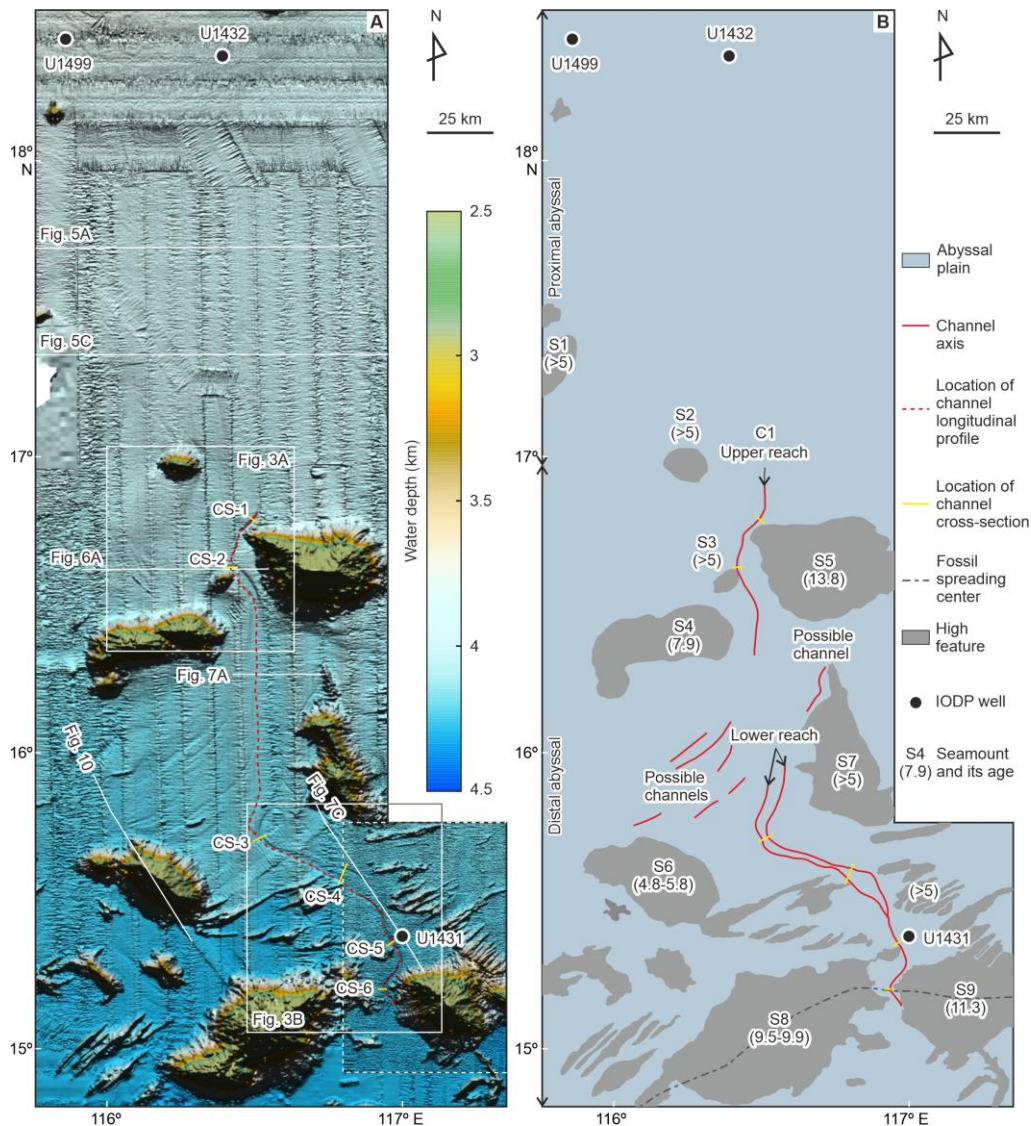 A
N
U1499
U1432
25 km
18°
N
Fig. 5A
Fig. 5C
2.5
3
3.5
4
4.5
Water depth (km)
17°
Fig. 3A
CS-1
CS-2
Fig. 6A
Fig. 7A
16°
Fig. 10
Fig. 7C
CS-3
CS-4
CS-5
U1431
CS-6
Fig. 3B
15°
116°
117° E
B
N
U1499
U1432
25 km
18°
N
Proximal abyssal
S1
(>5)
S2
(>5)
C1
Upper reach
17°
S3
(>5)
S5
(13.8)
S4
(7.9)
Possible
channel
16°
Lower reach
Possible
channels
S7
(>5)
Distal abyssal
S6
(4.8-5.8)
(>5)
U1431
S8
(9.5-9.9)
S9
(11.3)
15°
116°
117° E
Abyssal
plain
Channel
axis
Location of
channel
longitudinal
profile
Location of
channel
cross-section
Fossil
spreading
center
High
feature
IODP well
S4
(7.9)
Seamount
and its age